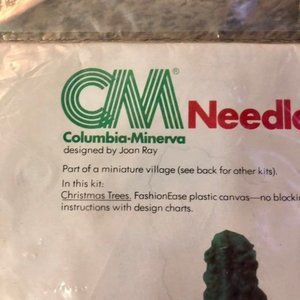 CM® Needle
Columbia-Minerva
designed by Joan Ray
Part of a miniature village (see back for other kits).
In this kit:
Christmas Trees, FashionEase plastic canvas—no blockin
instructions with design charts.